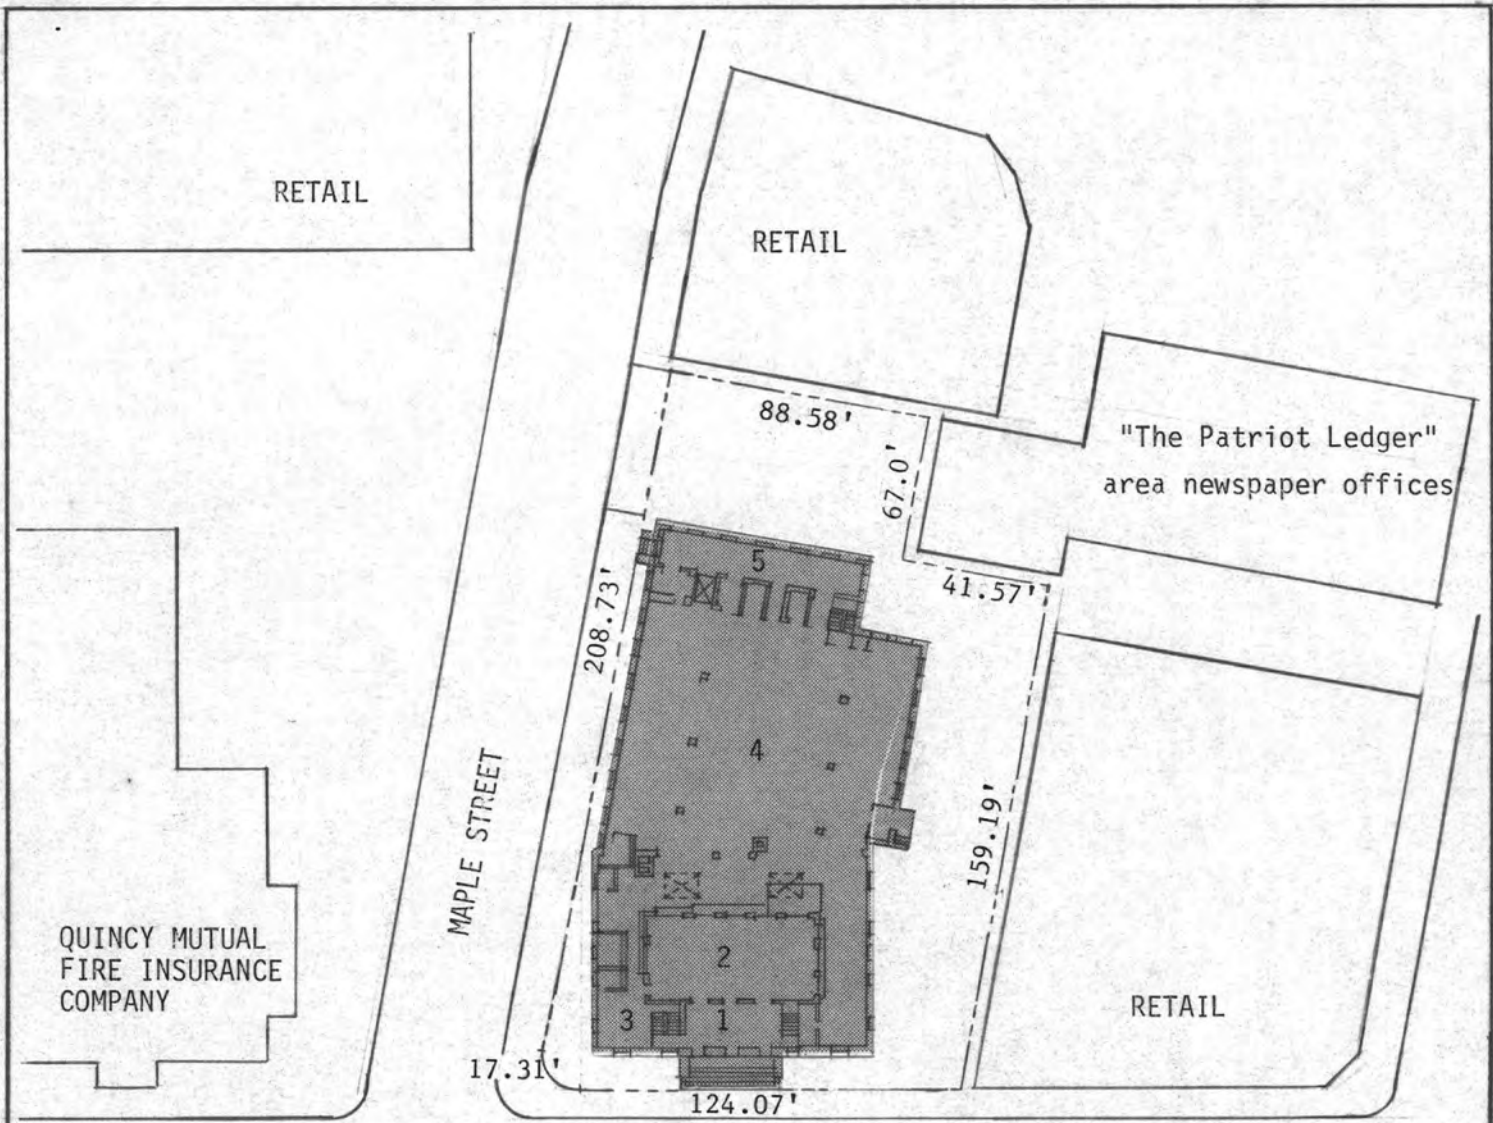 RETAIL
RETAIL
88.58'
67.0'
"The Patriot Ledger"
area newspaper offices
5
41.57'
208.73'
4
MAPLE STREET
159.19'
QUINCY MUTUAL
FIRE INSURANCE
COMPANY
2
3
1
RETAIL
17.31'
124.07'